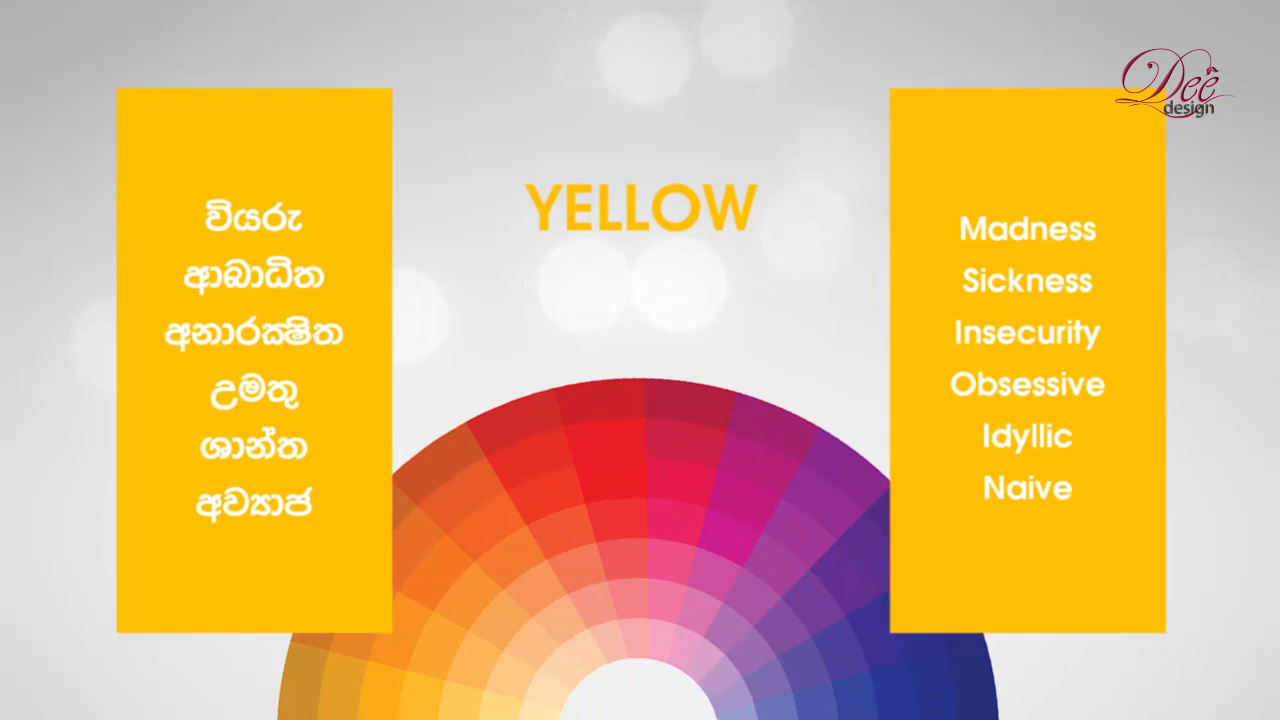 Dee
design
YELLOW
වියරු
ආබාධිත
අනාරක්‍ෂිත
උමතු
ශාන්ත
අව්‍යාජ
Madness
Sickness
Insecurity
Obsessive
Idyllic
Naive